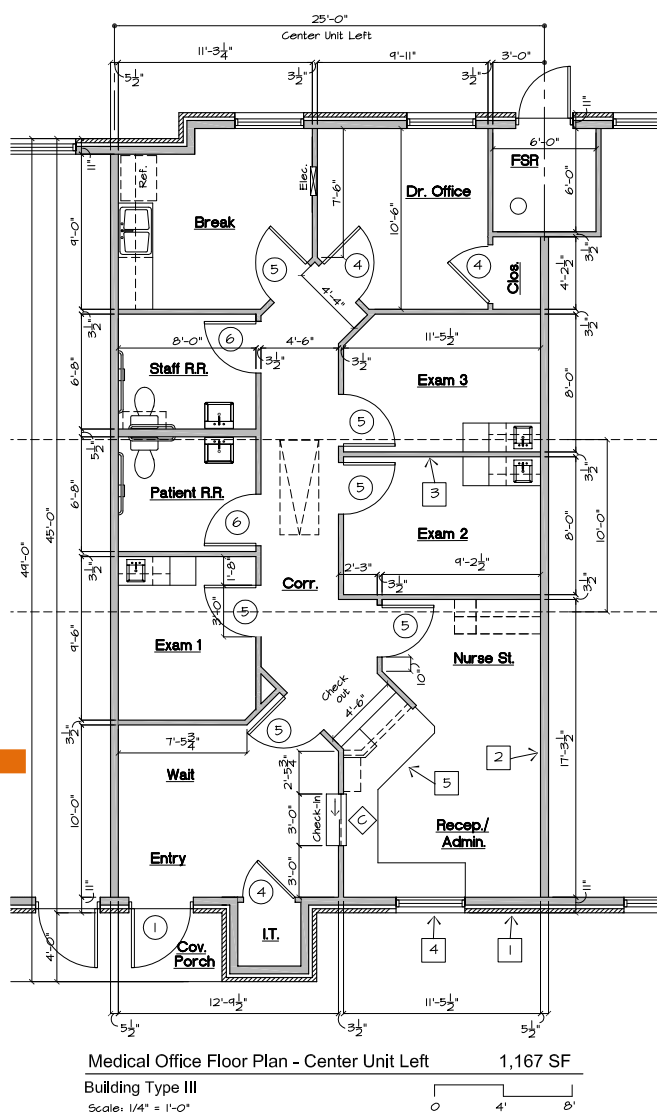 25'-0"
Center Unit Left
11'-3 1/4"
9'-11"
3'-0"
5 1/2"
3 1/2"
3 1/2"
11"
6'-0"
FSR
Ref.
Elec.
7'-6"
Dr. Office
10'-6"
6'-0"
11"
9'-0"
Break
5
4
4
Clos.
3 1/2"
4'-2 1/2"
4'-4"
3 1/2"
8'-0"
6
4'-6"
11'-5 1/2"
3 1/2"
3 1/2"
3 1/2"
6'-8"
Staff R.R.
Exam 3
8'-0"
5
5 1/2"
3 1/2"
5
3
6'-8"
Patient R.R.
6
Exam 2
8'-0"
10'-0"
49'-0"
45'-0"
3 1/2"
1'-8"
Corr.
2'-3"
9'-2 1/2"
3 1/2"
3 1/2"
3'-0"
5
5
9'-6"
Exam 1
10"
Nurse St.
Check
out
4'-6"
3 1/2"
7'-5 3/4"
5
2'-5 3/4"
2
17'-3 1/2"
Wait
5
10'-0"
3'-0"
Check-In
C
Recep./
Admin.
Entry
3'-0"
4
11"
11"
1
I.T.
4
1
4'-0"
Cov.
Porch
12'-9 1/2"
11'-5 1/2"
5 1/2"
3 1/2"
5 1/2"
Medical Office Floor Plan - Center Unit Left 1,167 SF
Building Type III
Scale: 1/4" = 1'-0"
0 4' 8'